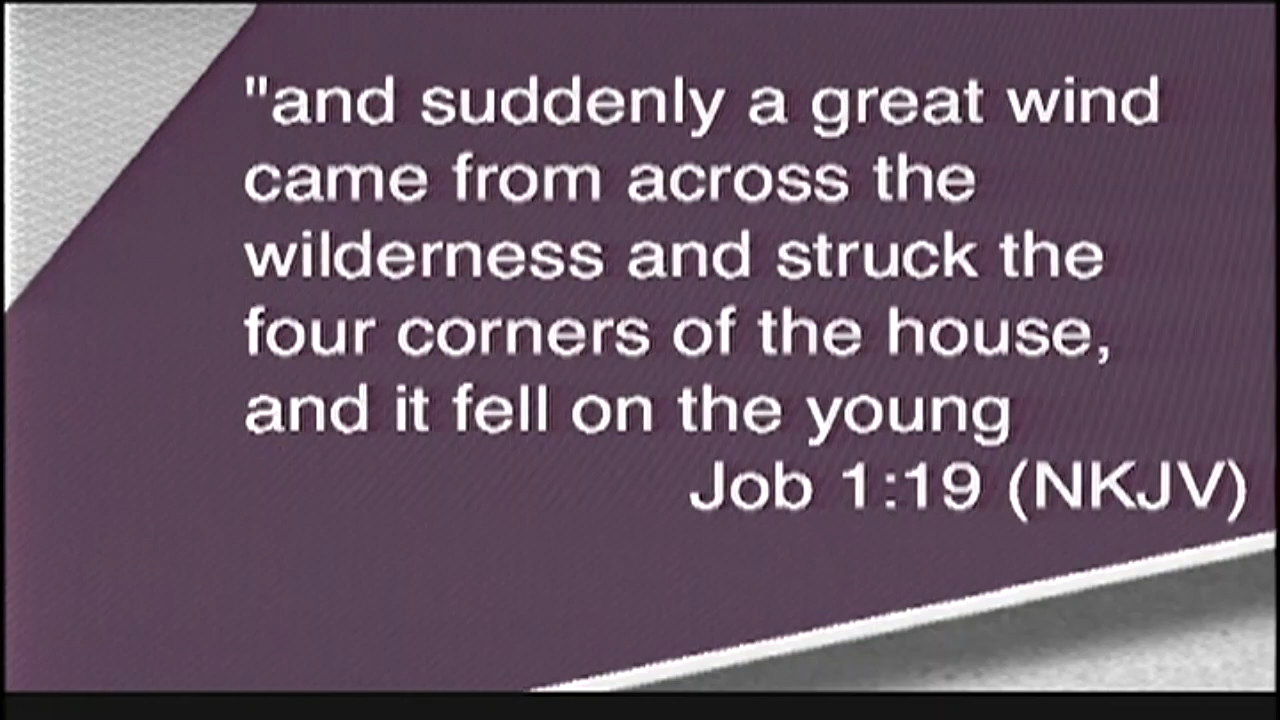 "and suddenly a great wind
came from across the
wilderness and struck the
four corners of the house,
and it fell on the young
Job 1:19 (NKJV)